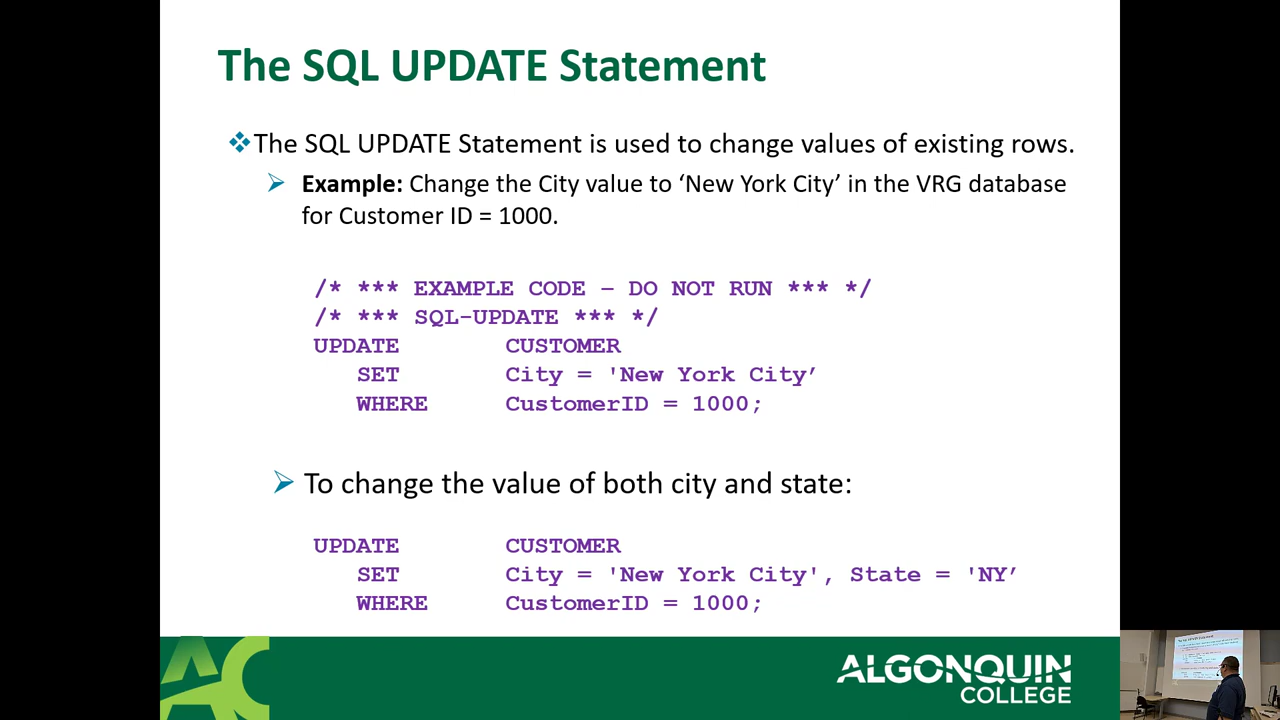 The SQL UPDATE Statement
The SQL UPDATE Statement is used to change values of existing rows.
Example: Change the City value to ‘New York City’ in the VRG database
for Customer ID = 1000.
/* *** EXAMPLE CODE – DO NOT RUN *** */
/* *** SQL-UPDATE *** */
UPDATE CUSTOMER
SET City = 'New York City’
WHERE CustomerID = 1000;
To change the value of both city and state:
UPDATE CUSTOMER
SET City = 'New York City', State = 'NY’
WHERE CustomerID = 1000;
AC
ALGONQUIN
COLLEGE